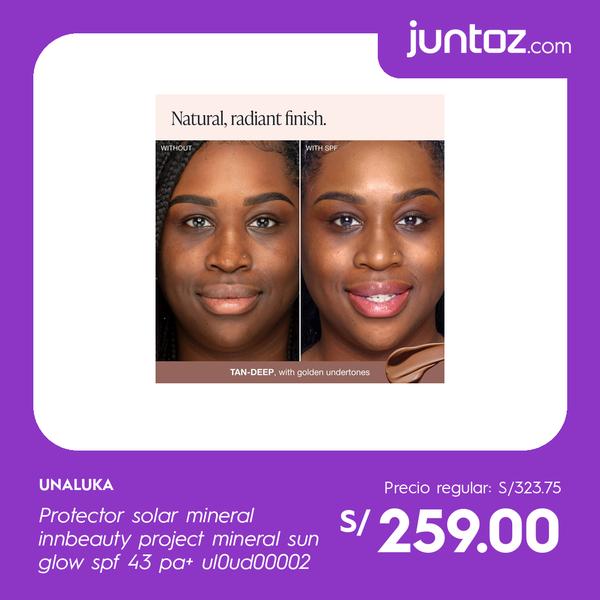 juntoz.com
Natural, radiant finish.
WITHOUT
WITH SPF
TAN-DEEP, with golden undertones
UNALUKA
Protector solar mineral
innbeauty project mineral sun
glow spf 43 pa+ ul0ud00002
Precio regular: S/323.75
S/ 259.00